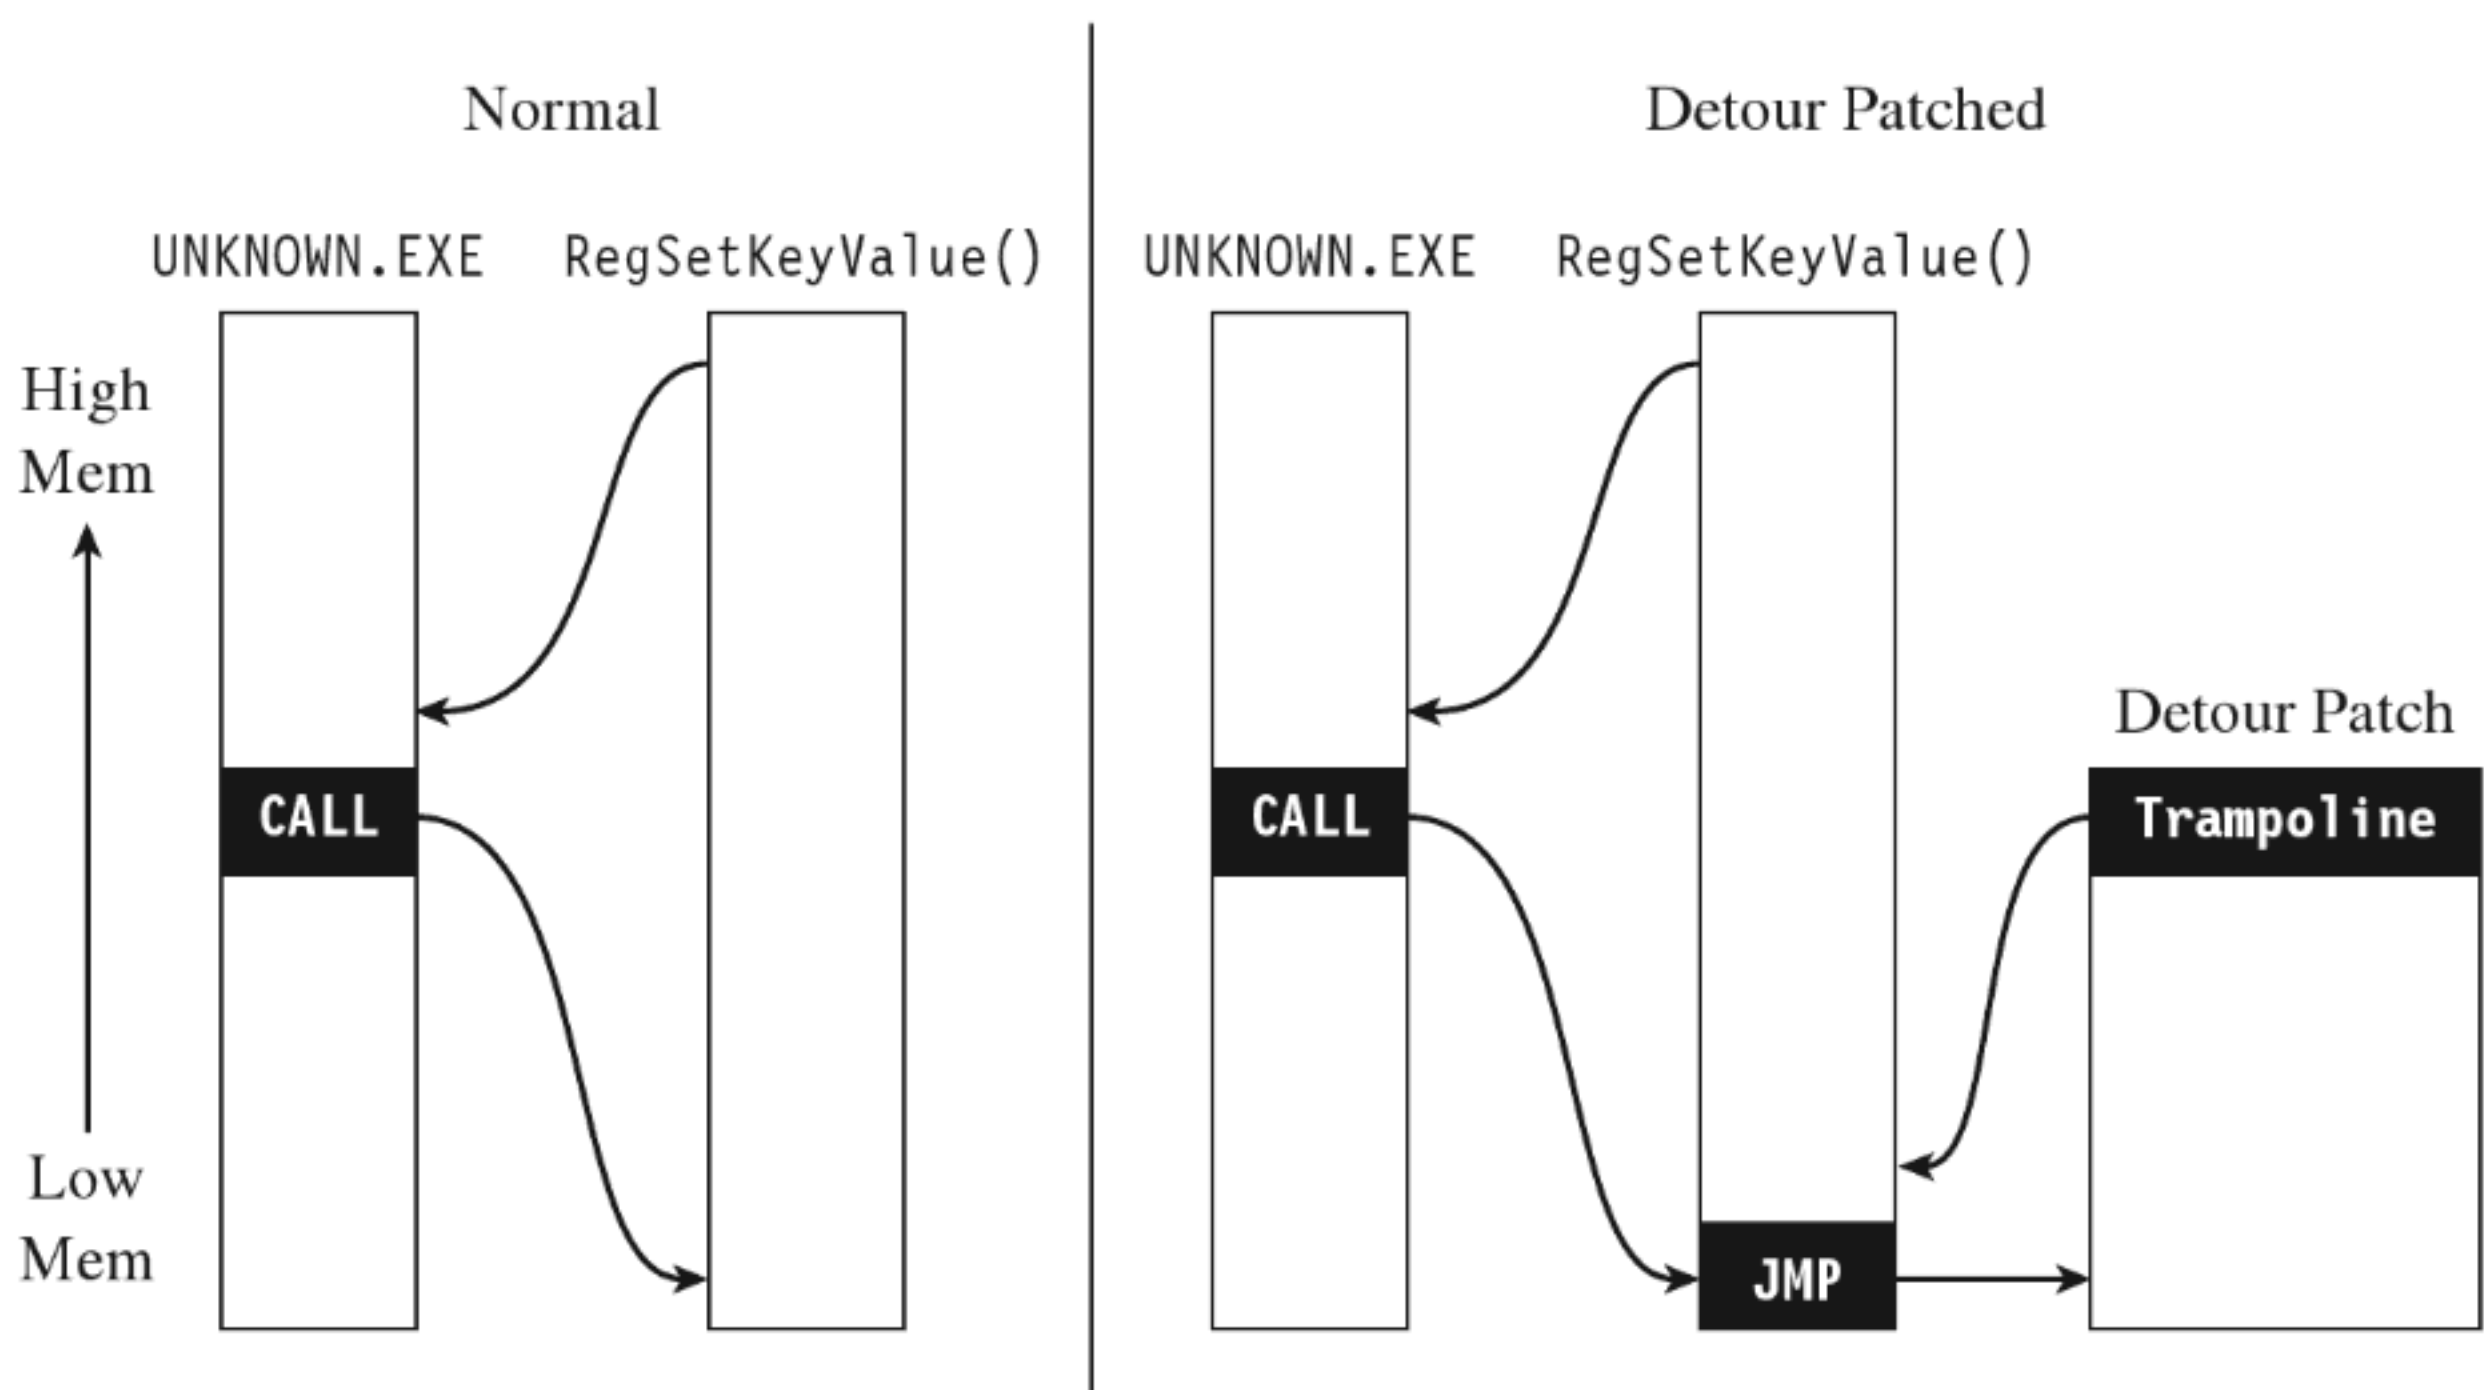 Normal
UNKNOWN.EXE RegSetKeyValue()
High
Mem
CALL
Low
Mem
Detour Patched
UNKNOWN.EXE RegSetKeyValue()
Detour Patch
CALL
Trampoline
JMP